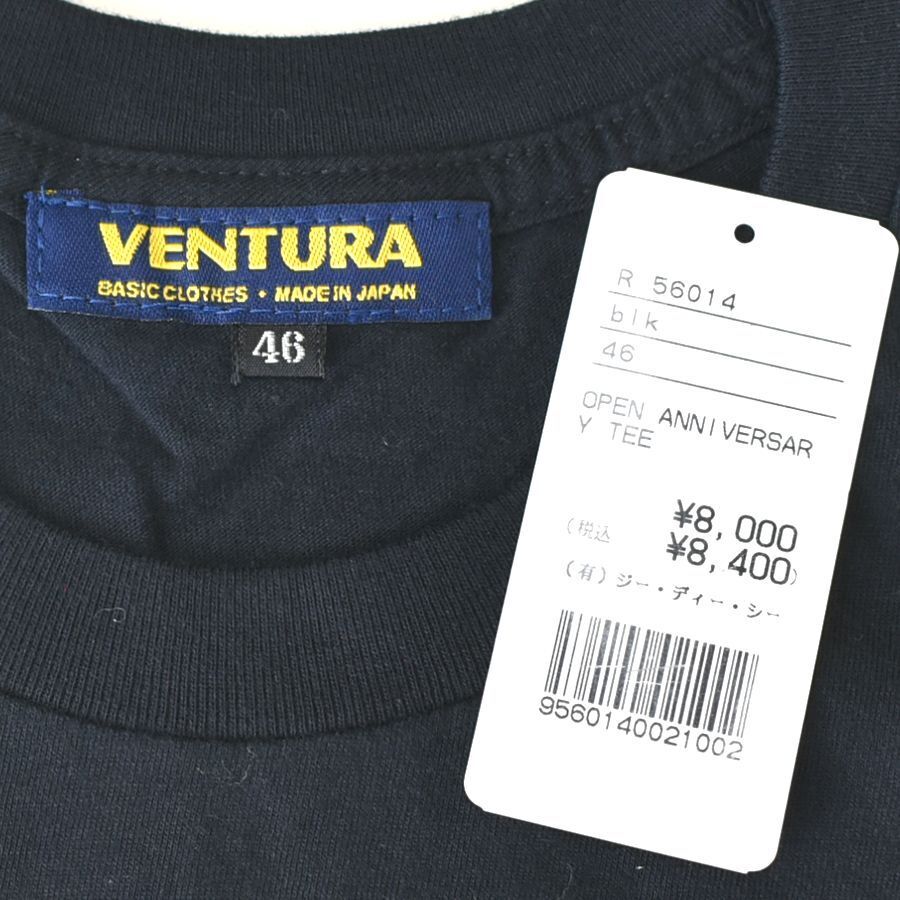 VENTURA
BASIC CLOTHES • MADE IN JAPAN
46
R 56014
blk
46
OPEN ANNIVERSAR
Y TEE
¥8,000
(税込 ¥8,400)
(有)ジー・ディー・シー
9560140021002